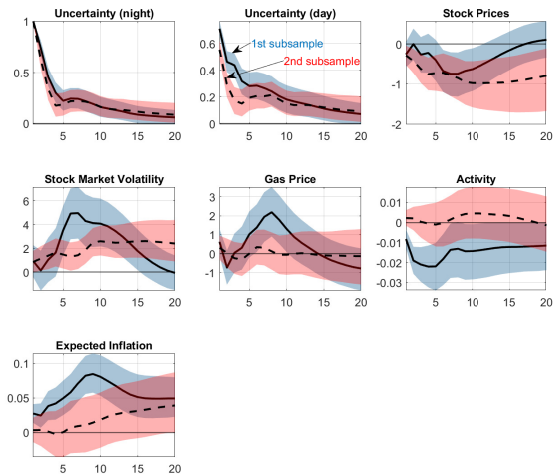 Uncertainty (night)
1
0.5
0
5 10 15 20
Uncertainty (day)
0.6
0.4
0.2
0
5 10 15 20
1st subsample
2nd subsample
Stock Prices
0
-1
-2
5 10 15 20
Stock Market Volatility
6
4
2
0
5 10 15 20
Gas Price
3
2
1
0
-1
5 10 15 20
Activity
0.01
0
-0.01
-0.02
-0.03
5 10 15 20
Expected Inflation
0.1
0.05
0
5 10 15 20